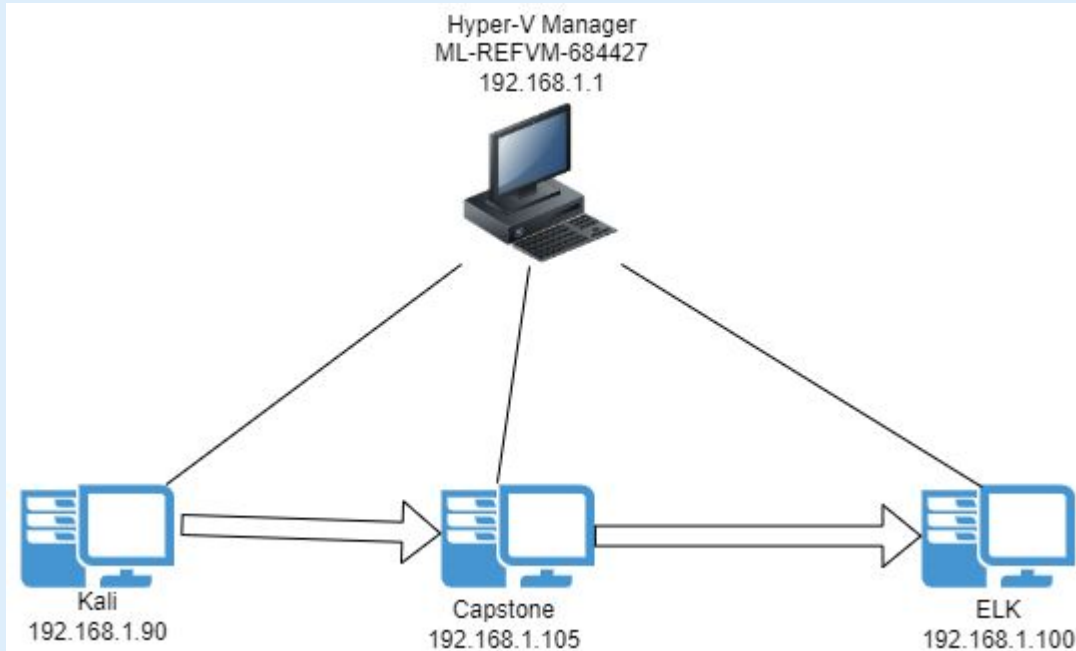 Hyper-V Manager
ML-REFVM-684427
192.168.1.1
Kali
192.168.1.90
Capstone
192.168.1.105
ELK
192.168.1.100